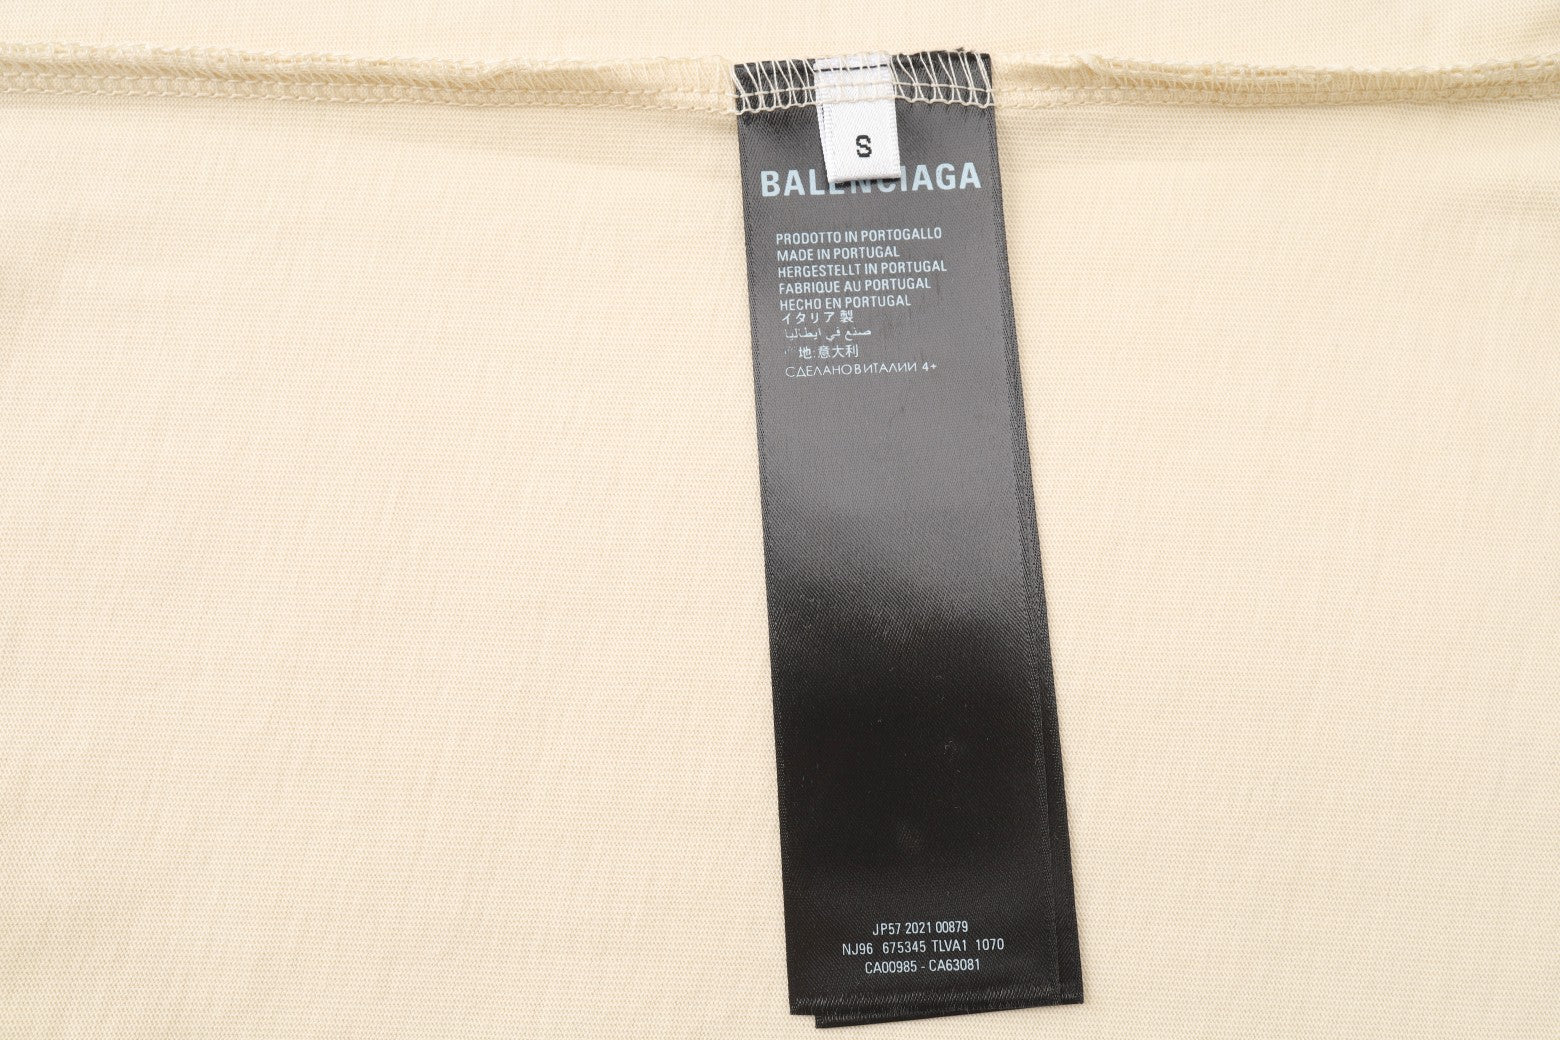 S
BALENCIAGA
PRODOTTO IN PORTOGALLO
MADE IN PORTUGAL
HERGESTELLT IN PORTUGAL
FABRIQUE AU PORTUGAL
HECHO EN PORTUGAL
イタリア製
صنع في ايطاليا
地:意大利
СДЕЛАНОВИТАЛИИ 4+
JP57 2021 00879
NJ96 675345 TLVA1 1070
CA00985 - CA63081